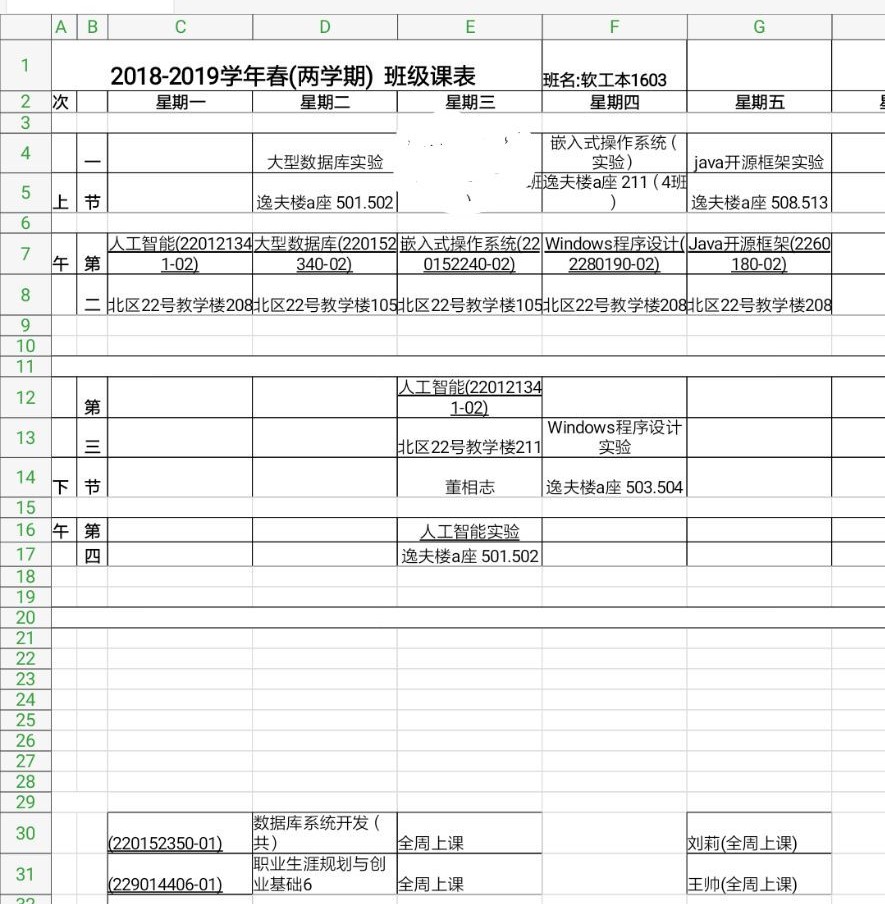 A B C D E F G
1 2018-2019学年春(两学期) 班级课表 班名:软工本1603
2 次 星期一 星期二 星期三 星期四 星期五
3
4 一 大型数据库实验 嵌入式操作系统(实验) java开源框架实验
5 上 节 逸夫楼a座 501.502 班逸夫楼a座 211(4班) 逸夫楼a座 508.513
6
7 午 第 人工智能(220121341-02) 大型数据库(220152340-02) 嵌入式操作系统(220152240-02) Windows程序设计(2280190-02) Java开源框架(2260180-02)
8 二 北区22号教学楼208 北区22号教学楼105 北区22号教学楼105 北区22号教学楼208 北区22号教学楼208
9
10
11
12 第 人工智能(220121341-02)
13 三 北区22号教学楼211 Windows程序设计实验
14 下 节 董相志 逸夫楼a座 503.504
15
16 午 第 人工智能实验
17 四 逸夫楼a座 501.502
18
19
20
21
22
23
24
25
26
27
28
29
30 (220152350-01) 数据库系统开发(共) 全周上课 刘莉(全周上课)
31 (229014406-01) 职业生涯规划与创业基础6 全周上课 王帅(全周上课)